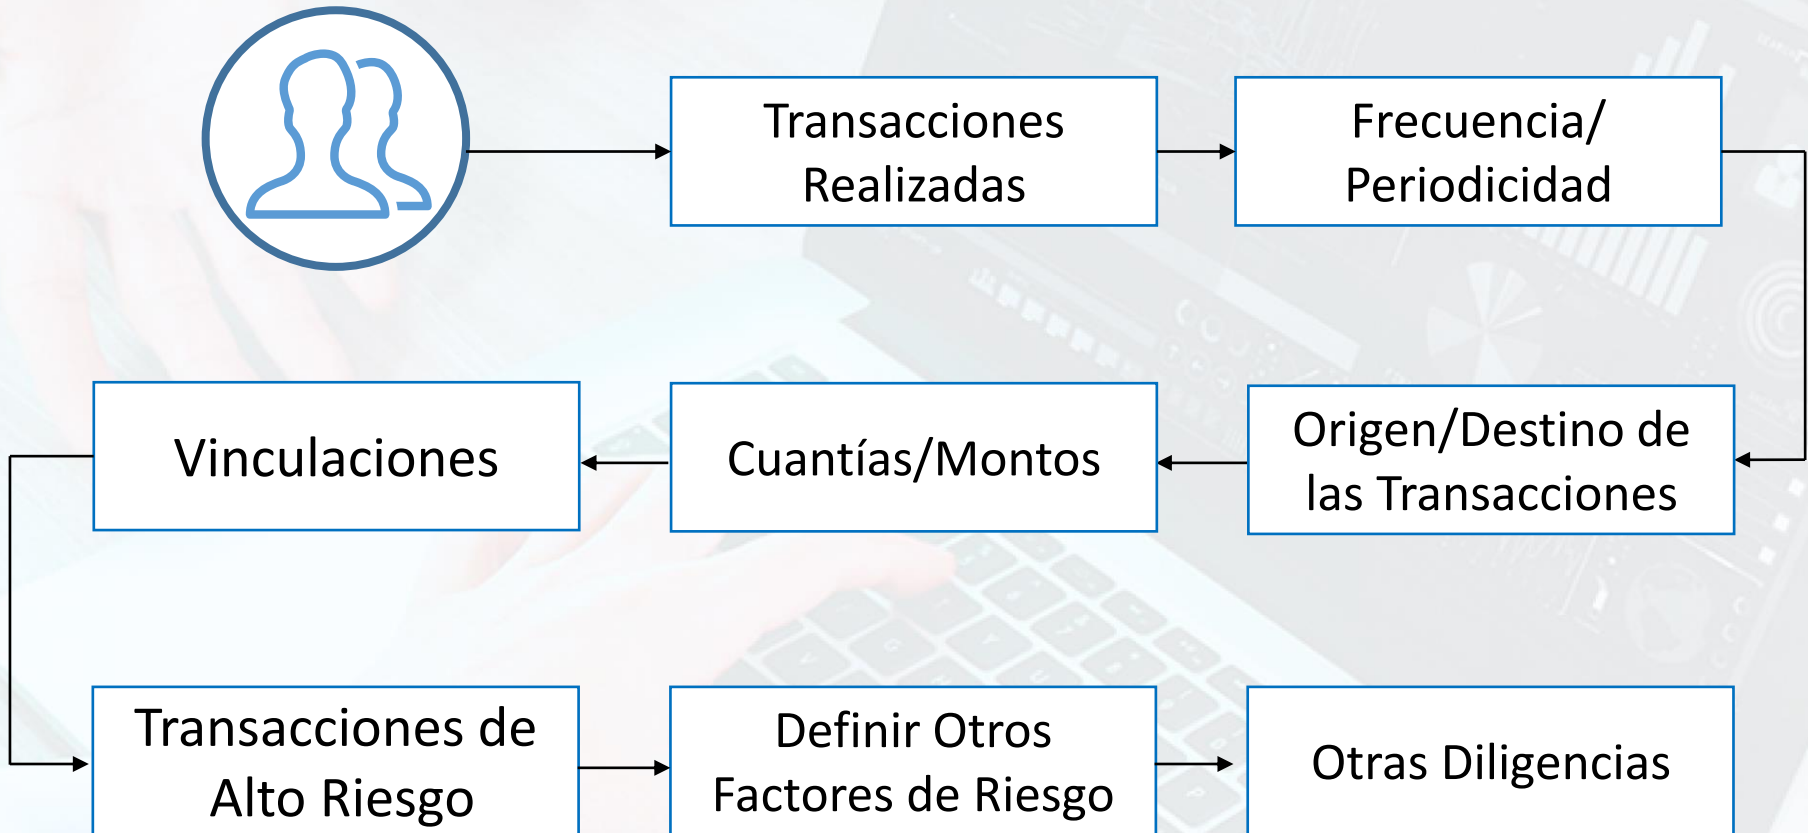 Transacciones
Realizadas
Frecuencia/
Periodicidad
Vinculaciones
Cuantías/Montos
Origen/Destino de
las Transacciones
Transacciones de
Alto Riesgo
Definir Otros
Factores de Riesgo
Otras Diligencias